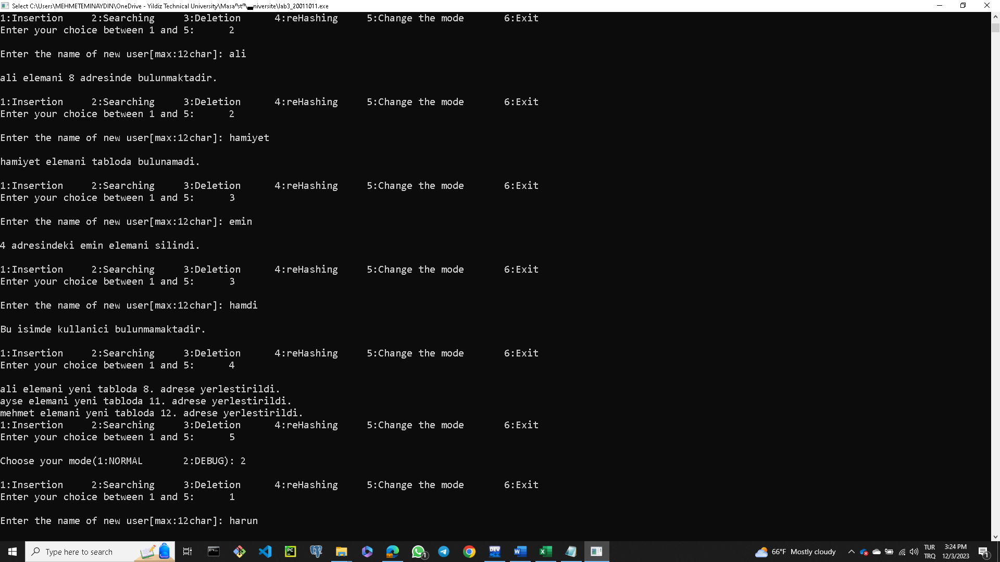 Select C:\Users\MEHMETEMINAYDIN\OneDrive - Yildiz Technical University\Masaⁿstⁿ\▄niversite\lab3_20011011.exe
1:Insertion 2:Searching 3:Deletion 4:reHashing 5:Change the mode 6:Exit
Enter your choice between 1 and 5: 2
Enter the name of new user[max:12char]: ali
ali elemani 8 adresinde bulunmaktadir.
1:Insertion 2:Searching 3:Deletion 4:reHashing 5:Change the mode 6:Exit
Enter your choice between 1 and 5: 2
Enter the name of new user[max:12char]: hamiyet
hamiyet elemani tabloda bulunamadi.
1:Insertion 2:Searching 3:Deletion 4:reHashing 5:Change the mode 6:Exit
Enter your choice between 1 and 5: 3
Enter the name of new user[max:12char]: emin
4 adresindeki emin elemani silindi.
1:Insertion 2:Searching 3:Deletion 4:reHashing 5:Change the mode 6:Exit
Enter your choice between 1 and 5: 3
Enter the name of new user[max:12char]: hamdi
Bu isimde kullanici bulunmamaktadir.
1:Insertion 2:Searching 3:Deletion 4:reHashing 5:Change the mode 6:Exit
Enter your choice between 1 and 5: 4
ali elemani yeni tabloda 8. adrese yerlestirildi.
ayse elemani yeni tabloda 11. adrese yerlestirildi.
mehmet elemani yeni tabloda 12. adrese yerlestirildi.
1:Insertion 2:Searching 3:Deletion 4:reHashing 5:Change the mode 6:Exit
Enter your choice between 1 and 5: 5
Choose your mode(1:NORMAL 2:DEBUG): 2
1:Insertion 2:Searching 3:Deletion 4:reHashing 5:Change the mode 6:Exit
Enter your choice between 1 and 5: 1
Enter the name of new user[max:12char]: harun
Type here to search PC 1 DEV W X 66°F Mostly cloudy TUR 3:24 PM 1
TRQ 12/3/2023